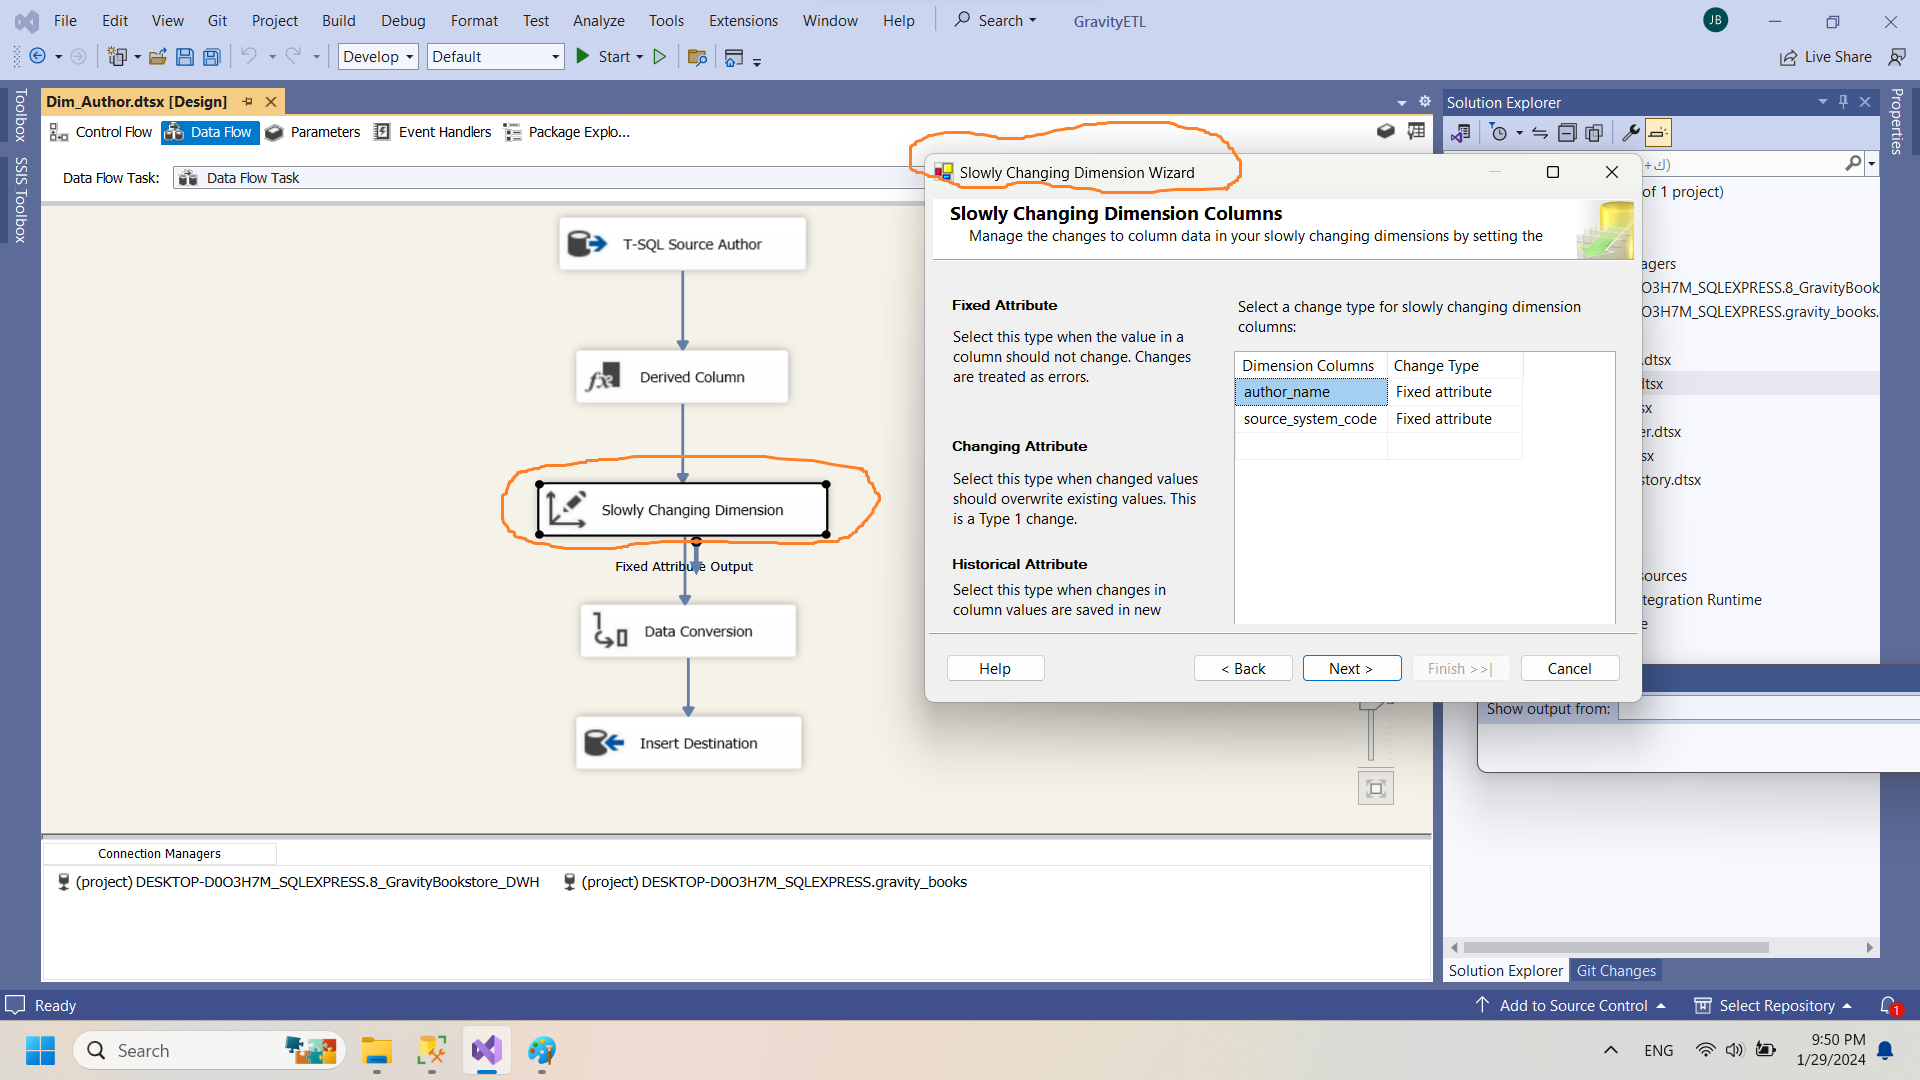 File Edit View Git Project Build Debug Format Test Analyze Tools Extensions Window Help Search GravityETL JB
Develop Default Start Live Share
Toolbox
SSIS Toolbox
Dim_Author.dtsx [Design]
Control Flow Data Flow Parameters Event Handlers Package Explo...
Data Flow Task: Data Flow Task
T-SQL Source Author
Derived Column
Slowly Changing Dimension
Fixed Attribute Output
Data Conversion
Insert Destination
Slowly Changing Dimension Wizard
Slowly Changing Dimension Columns
Manage the changes to column data in your slowly changing dimensions by setting the
Fixed Attribute
Select this type when the value in a
column should not change. Changes
are treated as errors.
Changing Attribute
Select this type when changed values
should overwrite existing values. This
is a Type 1 change.
Historical Attribute
Select this type when changes in
column values are saved in new
Select a change type for slowly changing dimension
columns:
Dimension Columns Change Type
author_name Fixed attribute
source_system_code Fixed attribute
Help < Back Next > Finish >>| Cancel
Solution Explorer
Properties
+ك)
of 1 project)
agers
O3H7M_SQLEXPRESS.8_GravityBook
O3H7M_SQLEXPRESS.gravity_books.
.dtsx
dtsx
sx
er.dtsx
sx
story.dtsx
ources
tegration Runtime
e
Show output from:
Connection Managers
(project) DESKTOP-D0O3H7M_SQLEXPRESS.8_GravityBookstore_DWH (project) DESKTOP-D0O3H7M_SQLEXPRESS.gravity_books
Solution Explorer Git Changes
Ready Add to Source Control Select Repository 1
Search ENG 9:50 PM
1/29/2024